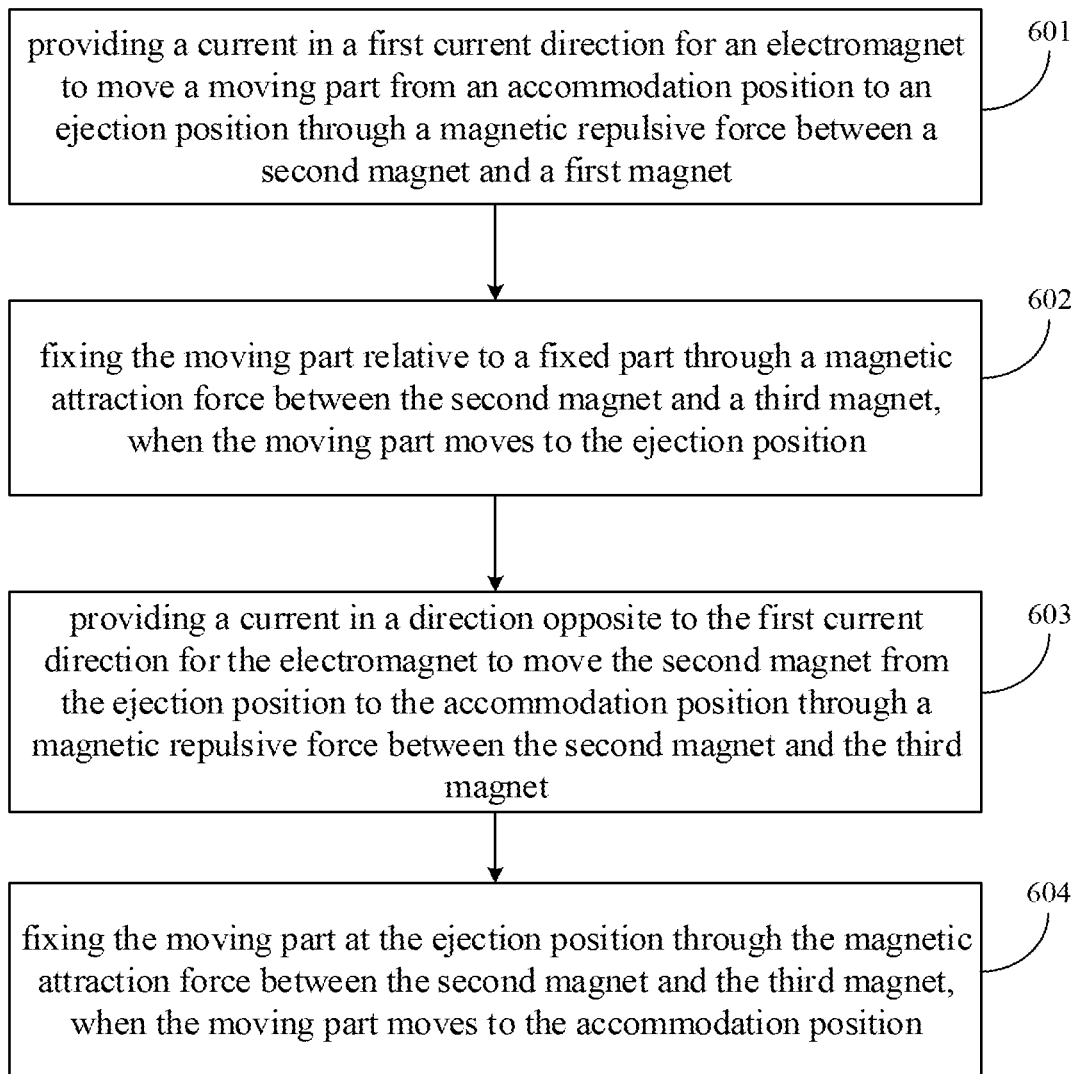 providing a current in a first current direction for an electromagnet
to move a moving part from an accommodation position to an
ejection position through a magnetic repulsive force between a
second magnet and a first magnet
601
fixing the moving part relative to a fixed part through a magnetic
attraction force between the second magnet and a third magnet,
when the moving part moves to the ejection position
602
providing a current in a direction opposite to the first current
direction for the electromagnet to move the second magnet from
the ejection position to the accommodation position through a
magnetic repulsive force between the second magnet and the third
magnet
603
fixing the moving part at the ejection position through the magnetic
attraction force between the second magnet and the third magnet,
when the moving part moves to the accommodation position
604